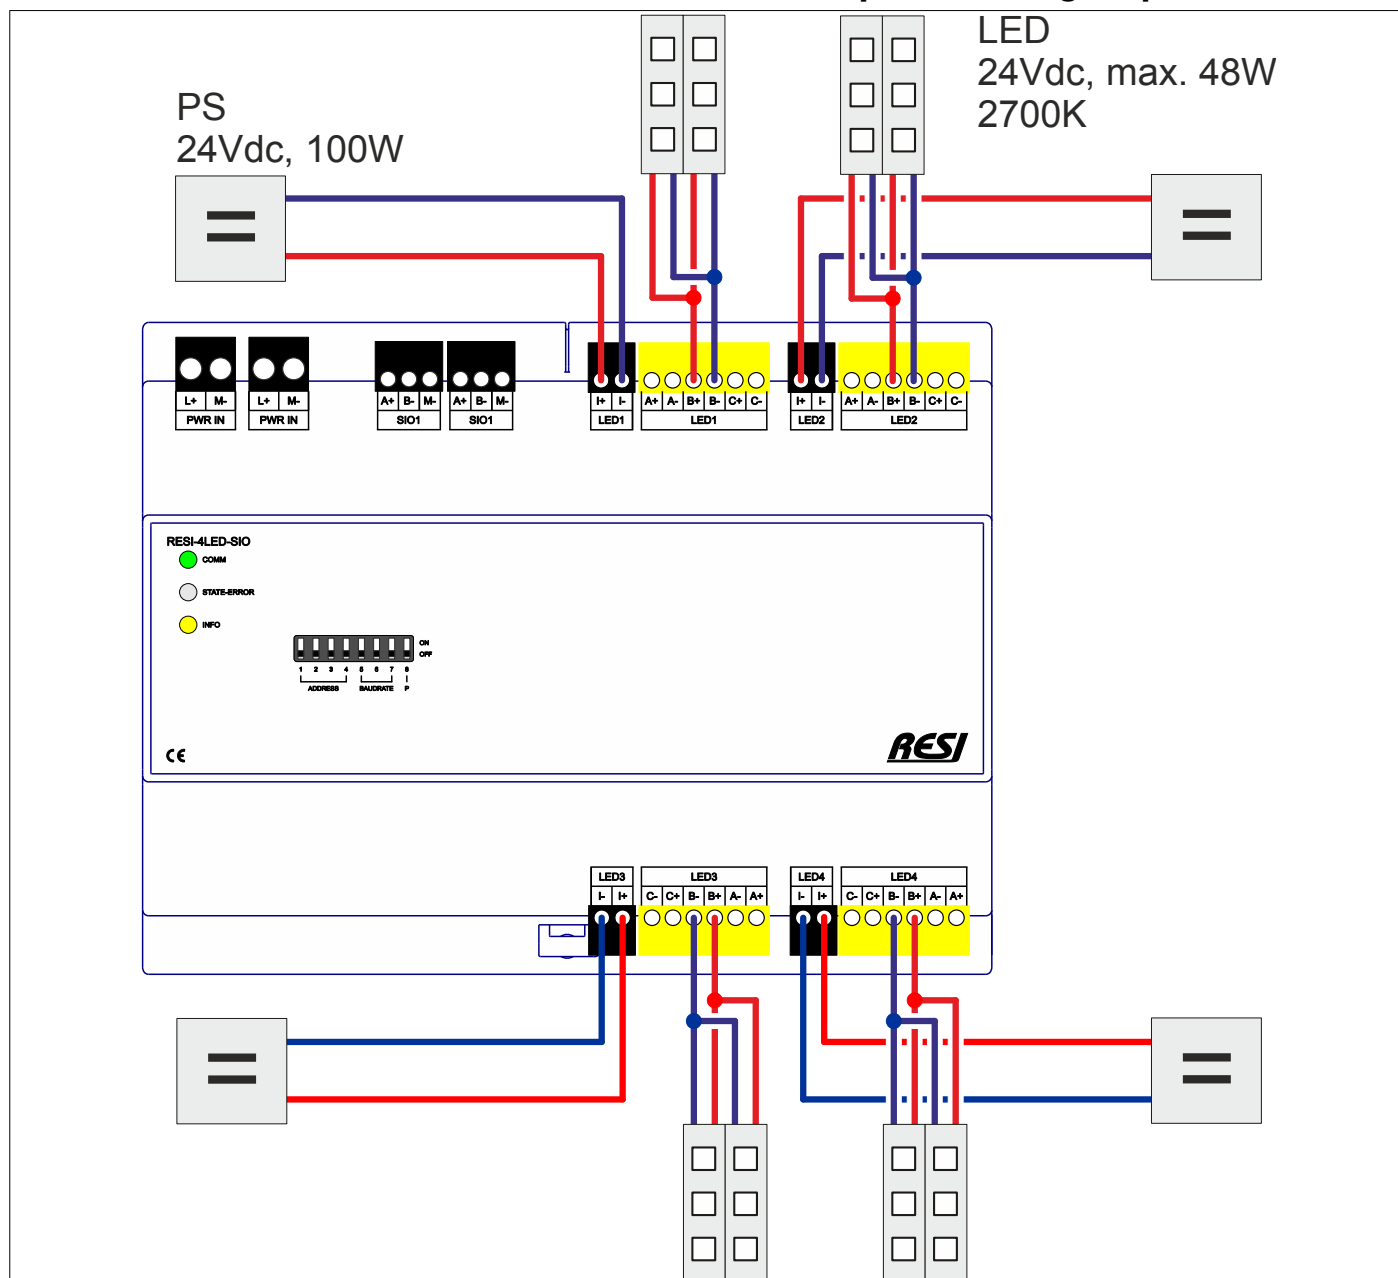 LED
24Vdc, max. 48W
2700K
PS
24Vdc, 100W
L+ M- L+ M- A+ B- M- A+ B- M- I+ I- A+ A- B+ B- C+ C- I+ I- A+ A- B+ B- C+ C-
PWR IN PWR IN SIO1 SIO1 LED1 LED1 LED2 LED2
RESI-4LED-SIO
COMM
STATE-ERROR
INFO
ON
OFF
1 2 3 4 5 6 7 8
ADDRESS BAUDRATE P
CE RESI
LED3 LED3 LED4 LED4
I- I+ C- C+ B- B+ A- A+ I- I+ C- C+ B- B+ A- A+